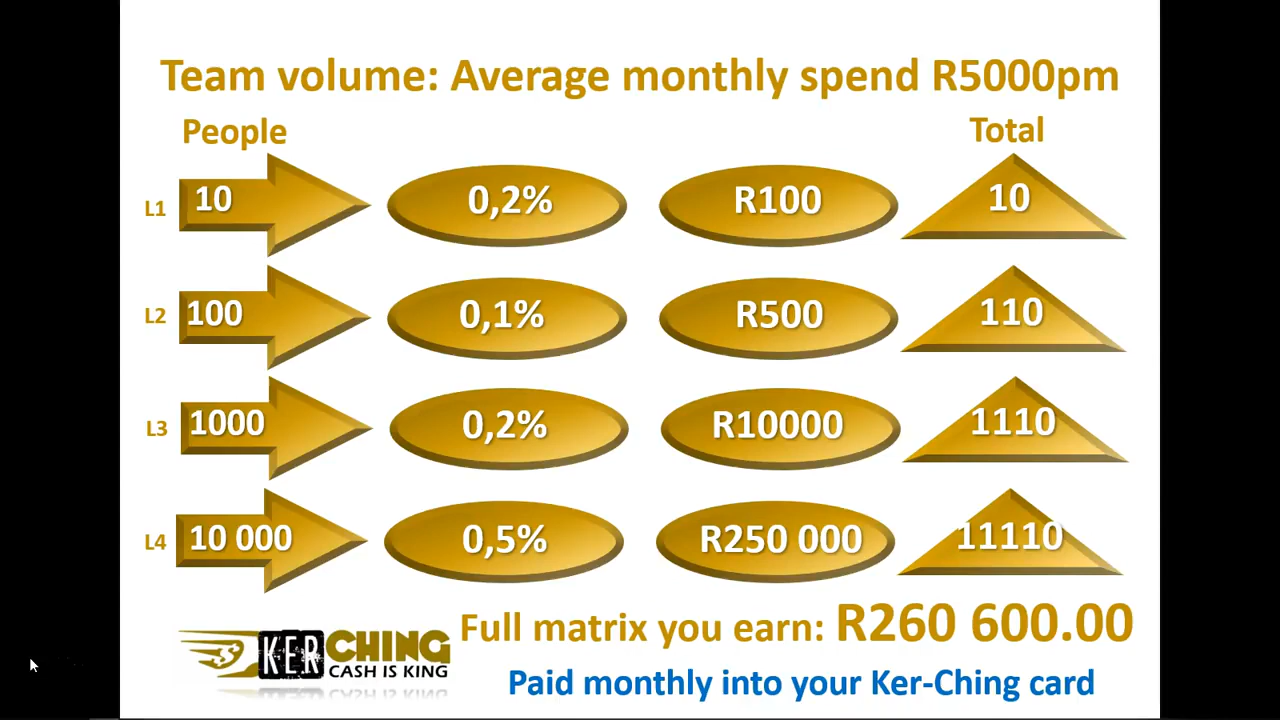 Team volume: Average monthly spend R5000pm
People Total
L1 10 0,2% R100 10
L2 100 0,1% R500 110
L3 1000 0,2% R10000 1110
L4 10 000 0,5% R250 000 11110
Full matrix you earn: R260 600.00
KER CHING
CASH IS KING
Paid monthly into your Ker-Ching card